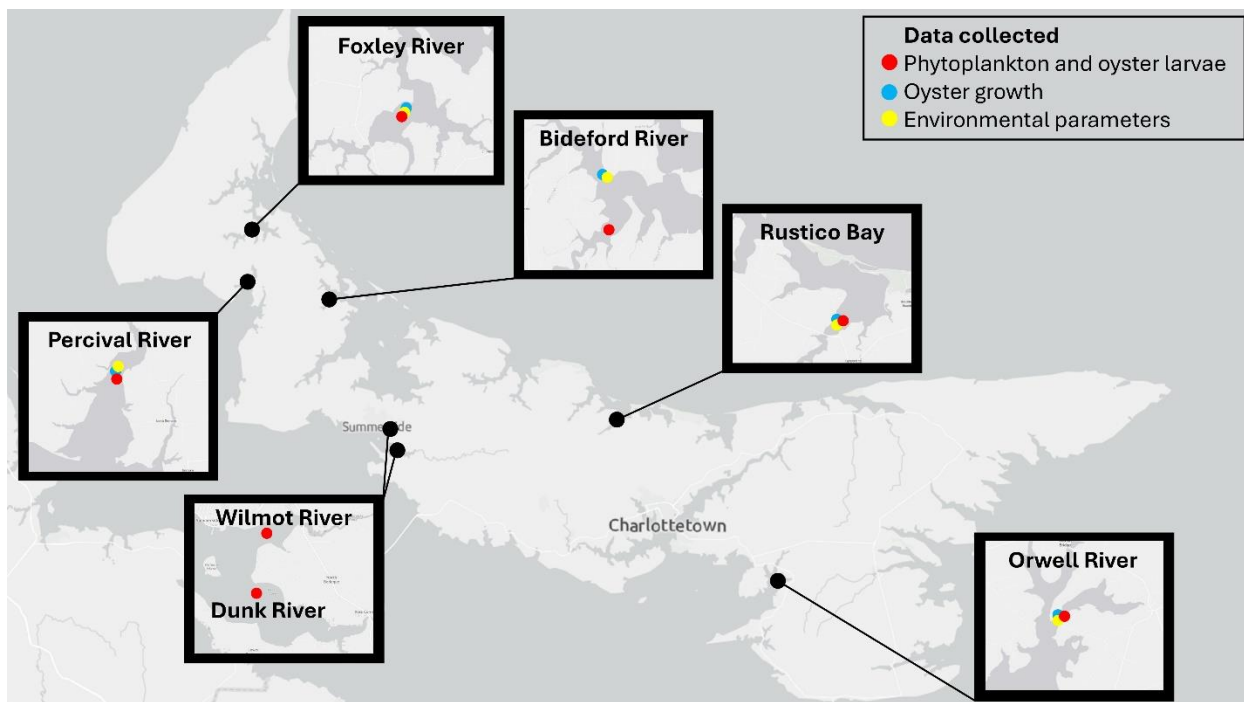 Foxley River
Bideford River
Rustico Bay
Percival River
Wilmot River
Dunk River
Orwell River
Data collected
Phytoplankton and oyster larvae
Oyster growth
Environmental parameters
Charlottetown